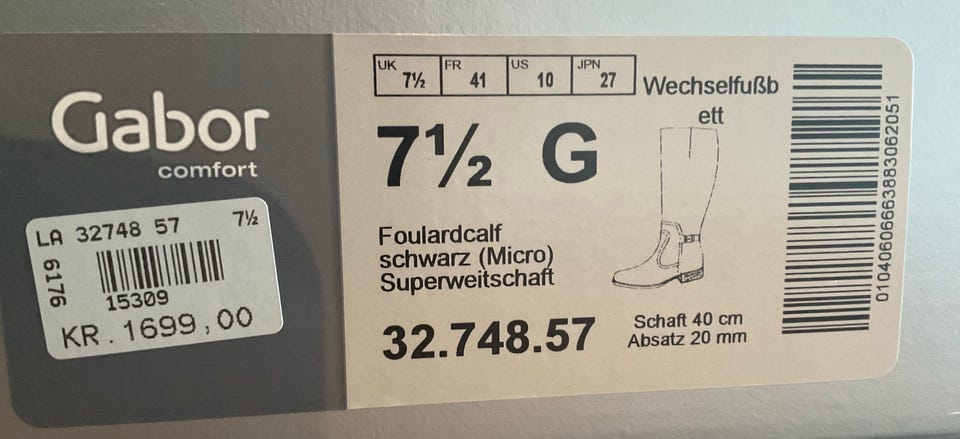 Gabor
comfort
LA 32748 57 7½
6176
15309
KR. 1699,00
UK 7½ FR 41 US 10 JPN 27
Wechselfußb
ett
7½ G
Foulardcalf
schwarz (Micro)
Superweitschaft
32.748.57
Schaft 40 cm
Absatz 20 mm
01040606663883062051